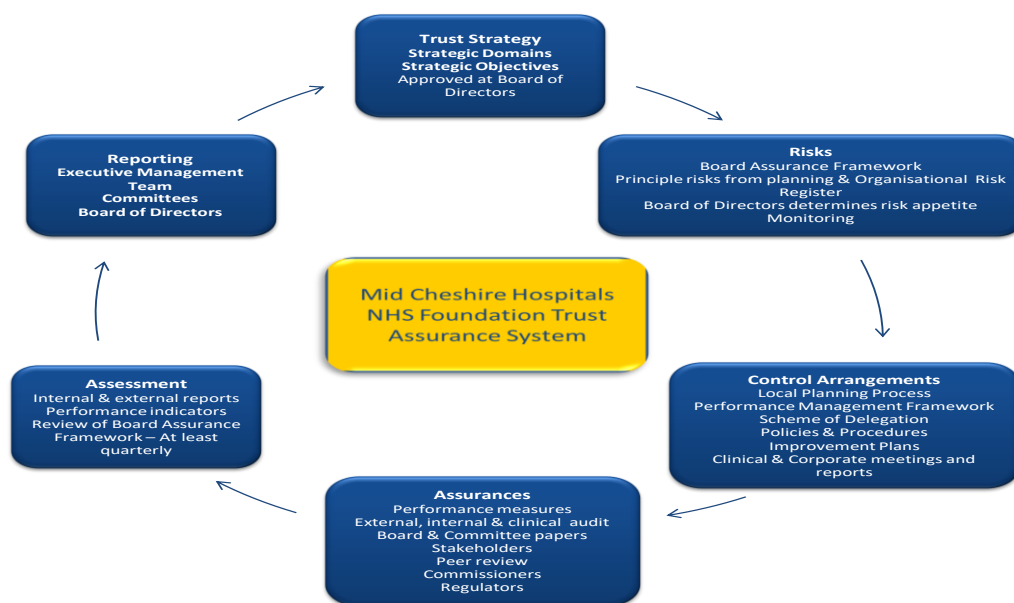 Trust Strategy
Strategic Domains
Strategic Objectives
Approved at Board of
Directors
Risks
Board Assurance Framework
Principle risks from planning & Organisational Risk
Register
Board of Directors determines risk appetite
Monitoring
Control Arrangements
Local Planning Process
Performance Management Framework
Scheme of Delegation
Policies & Procedures
Improvement Plans
Clinical & Corporate meetings and
reports
Assurances
Performance measures
External, internal & clinical audit
Board & Committee papers
Stakeholders
Peer review
Commissioners
Regulators
Assessment
Internal & external reports
Performance indicators
Review of Board Assurance
Framework – At least
quarterly
Reporting
Executive Management
Team
Committees
Board of Directors
Mid Cheshire Hospitals
NHS Foundation Trust
Assurance System